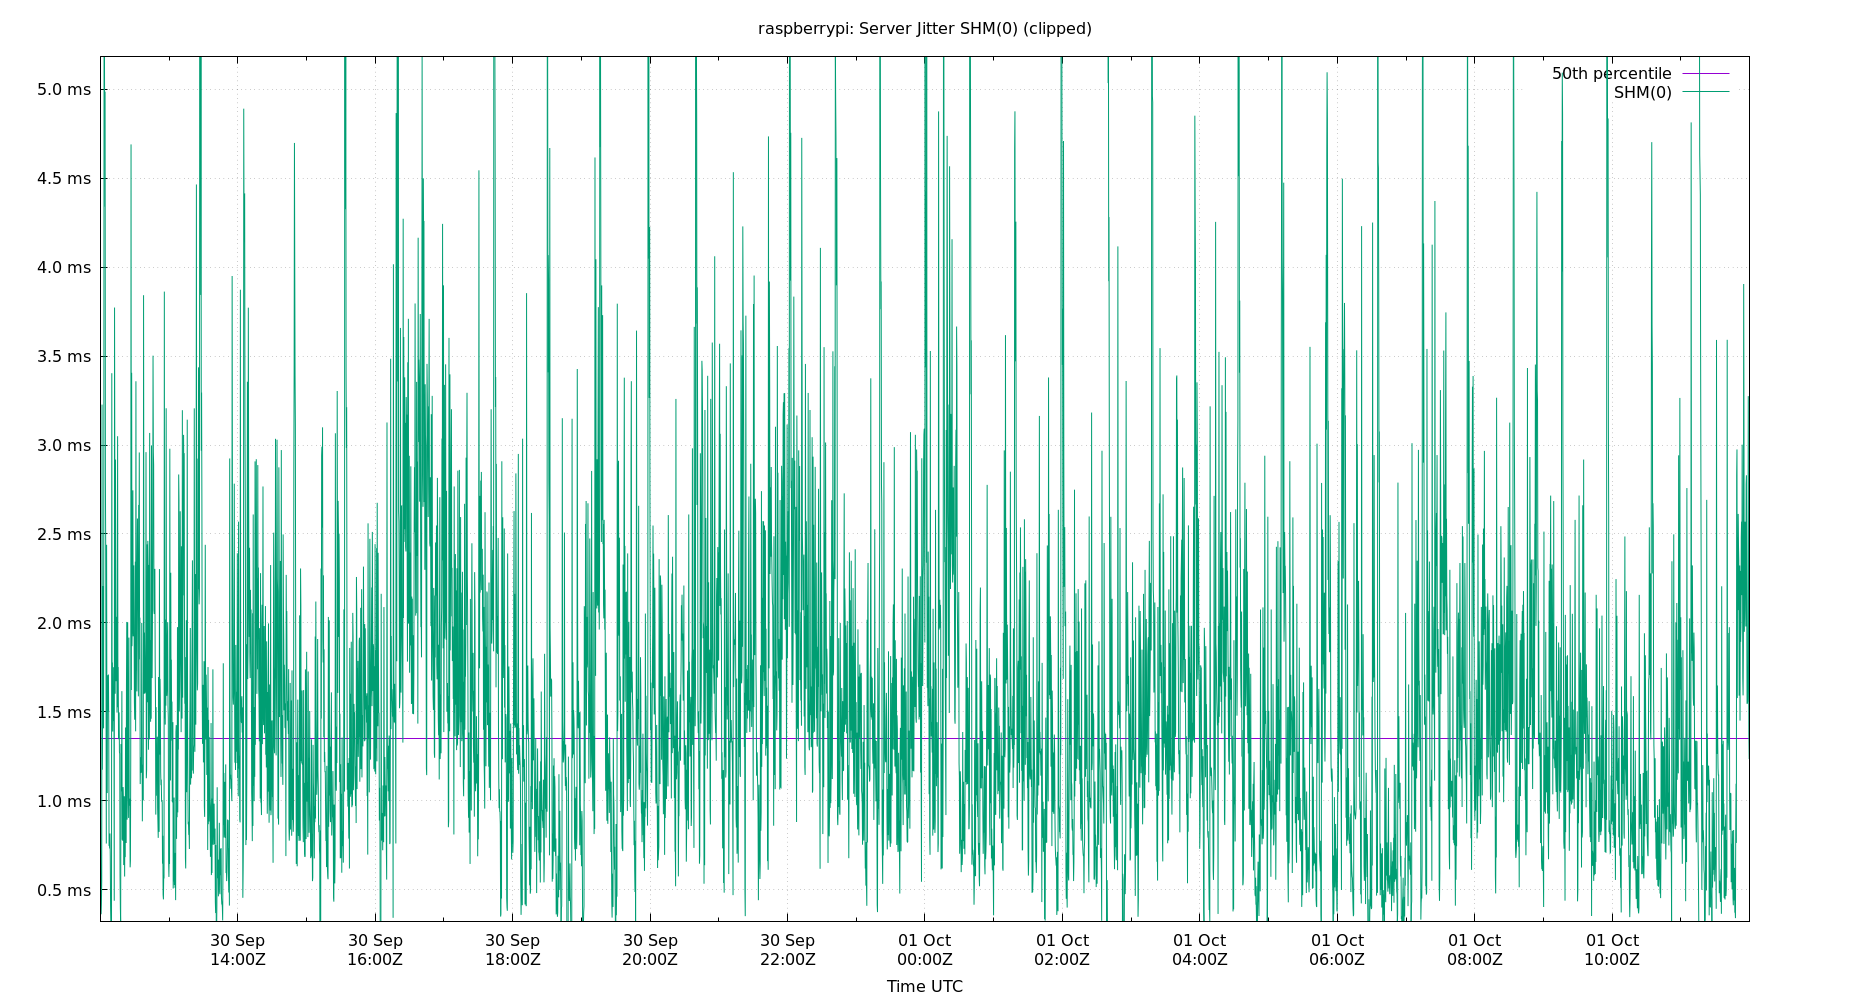 raspberrypi: Server Jitter SHM(0) (clipped)
50th percentile
SHM(0)
5.0 ms
4.5 ms
4.0 ms
3.5 ms
3.0 ms
2.5 ms
2.0 ms
1.5 ms
1.0 ms
0.5 ms
30 Sep 30 Sep 30 Sep 30 Sep 30 Sep 01 Oct 01 Oct 01 Oct 01 Oct 01 Oct 01 Oct
14:00Z 16:00Z 18:00Z 20:00Z 22:00Z 00:00Z 02:00Z 04:00Z 06:00Z 08:00Z 10:00Z
Time UTC